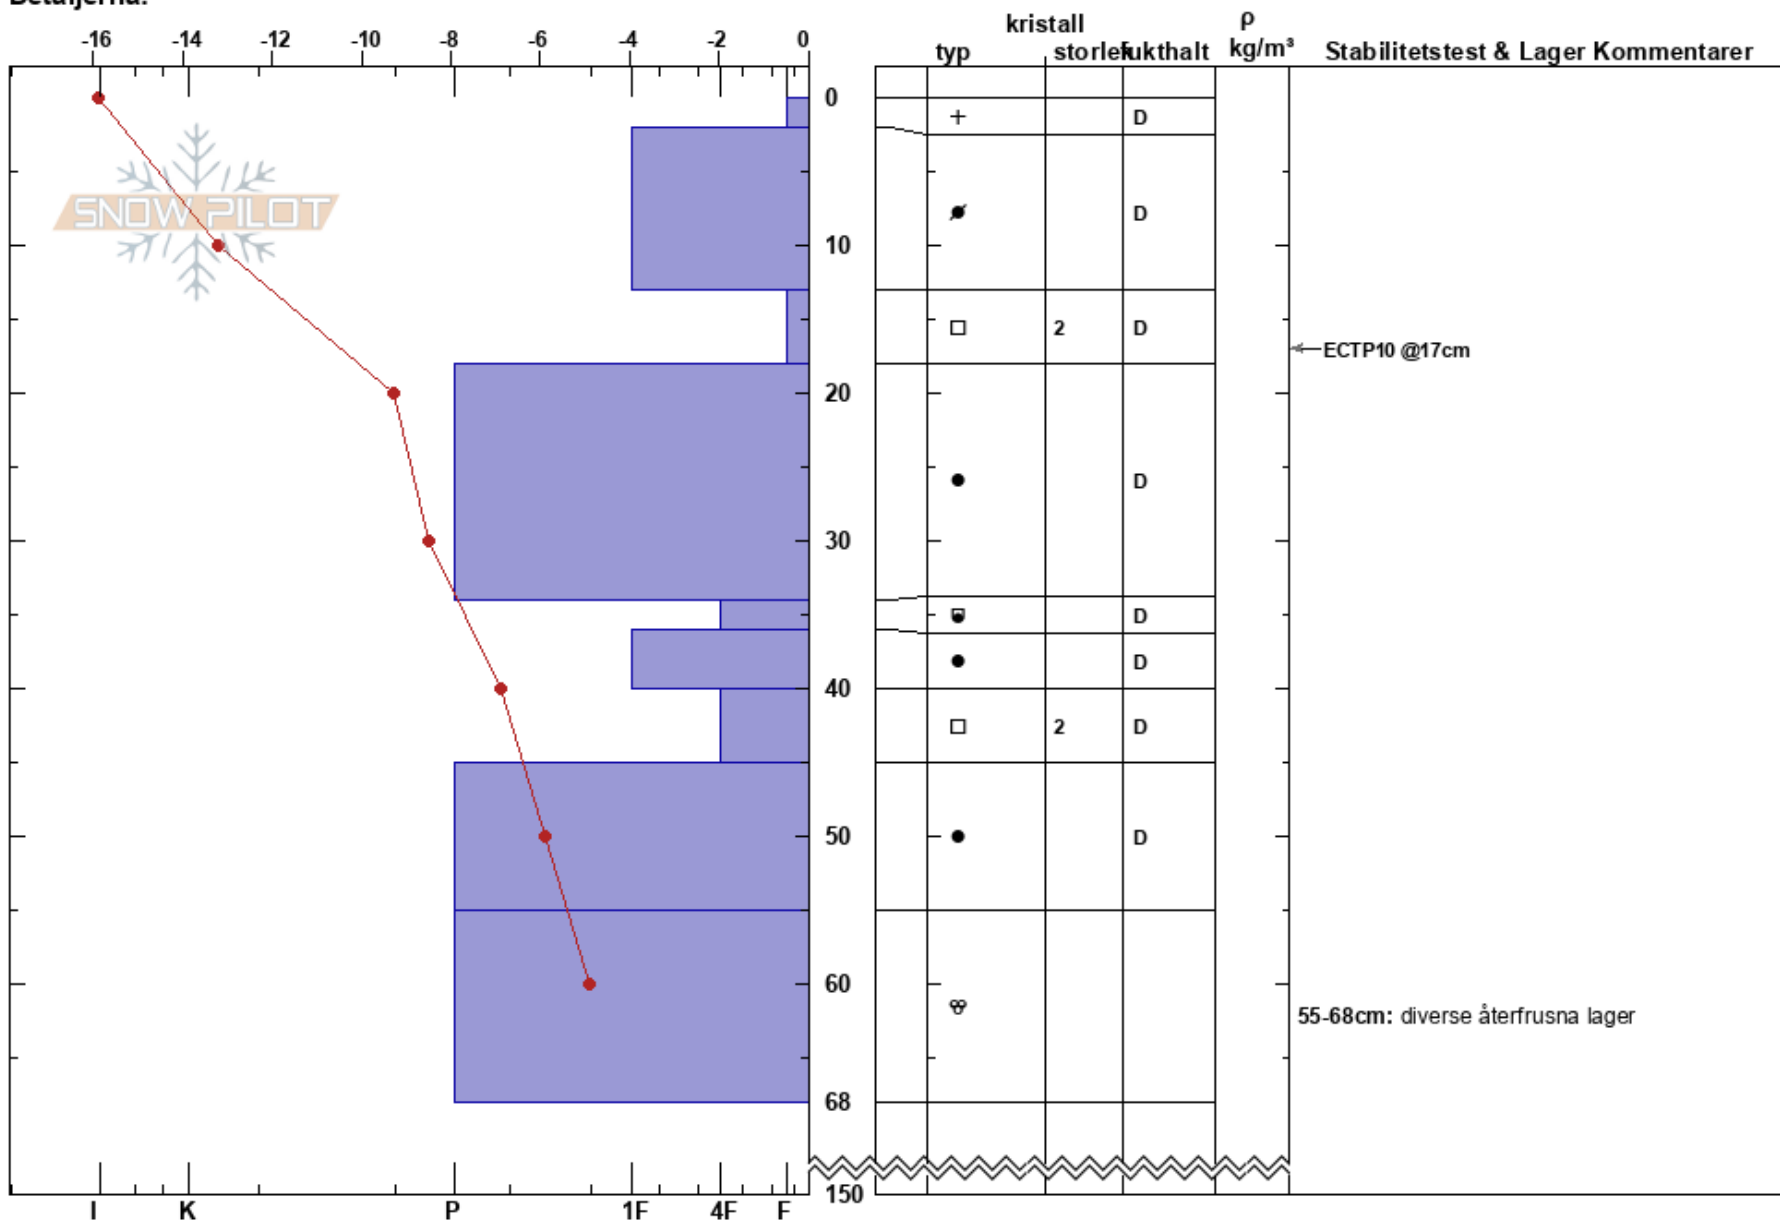 Detaljerna:
kristall ρ
-16 -14 -12 -10 -8 -6 -4 -2 0 typ storlek fukthalt kg/m³ Stabilitetstest & Lager Kommentarer
0
+ D
SNOW PILOT
D
10
2 D
ECTP10 @17cm
20
D
30
D
D
40
2 D
50 D
60
55-68cm: diverse återfrusna lager
68
150
I K P 1F 4F F